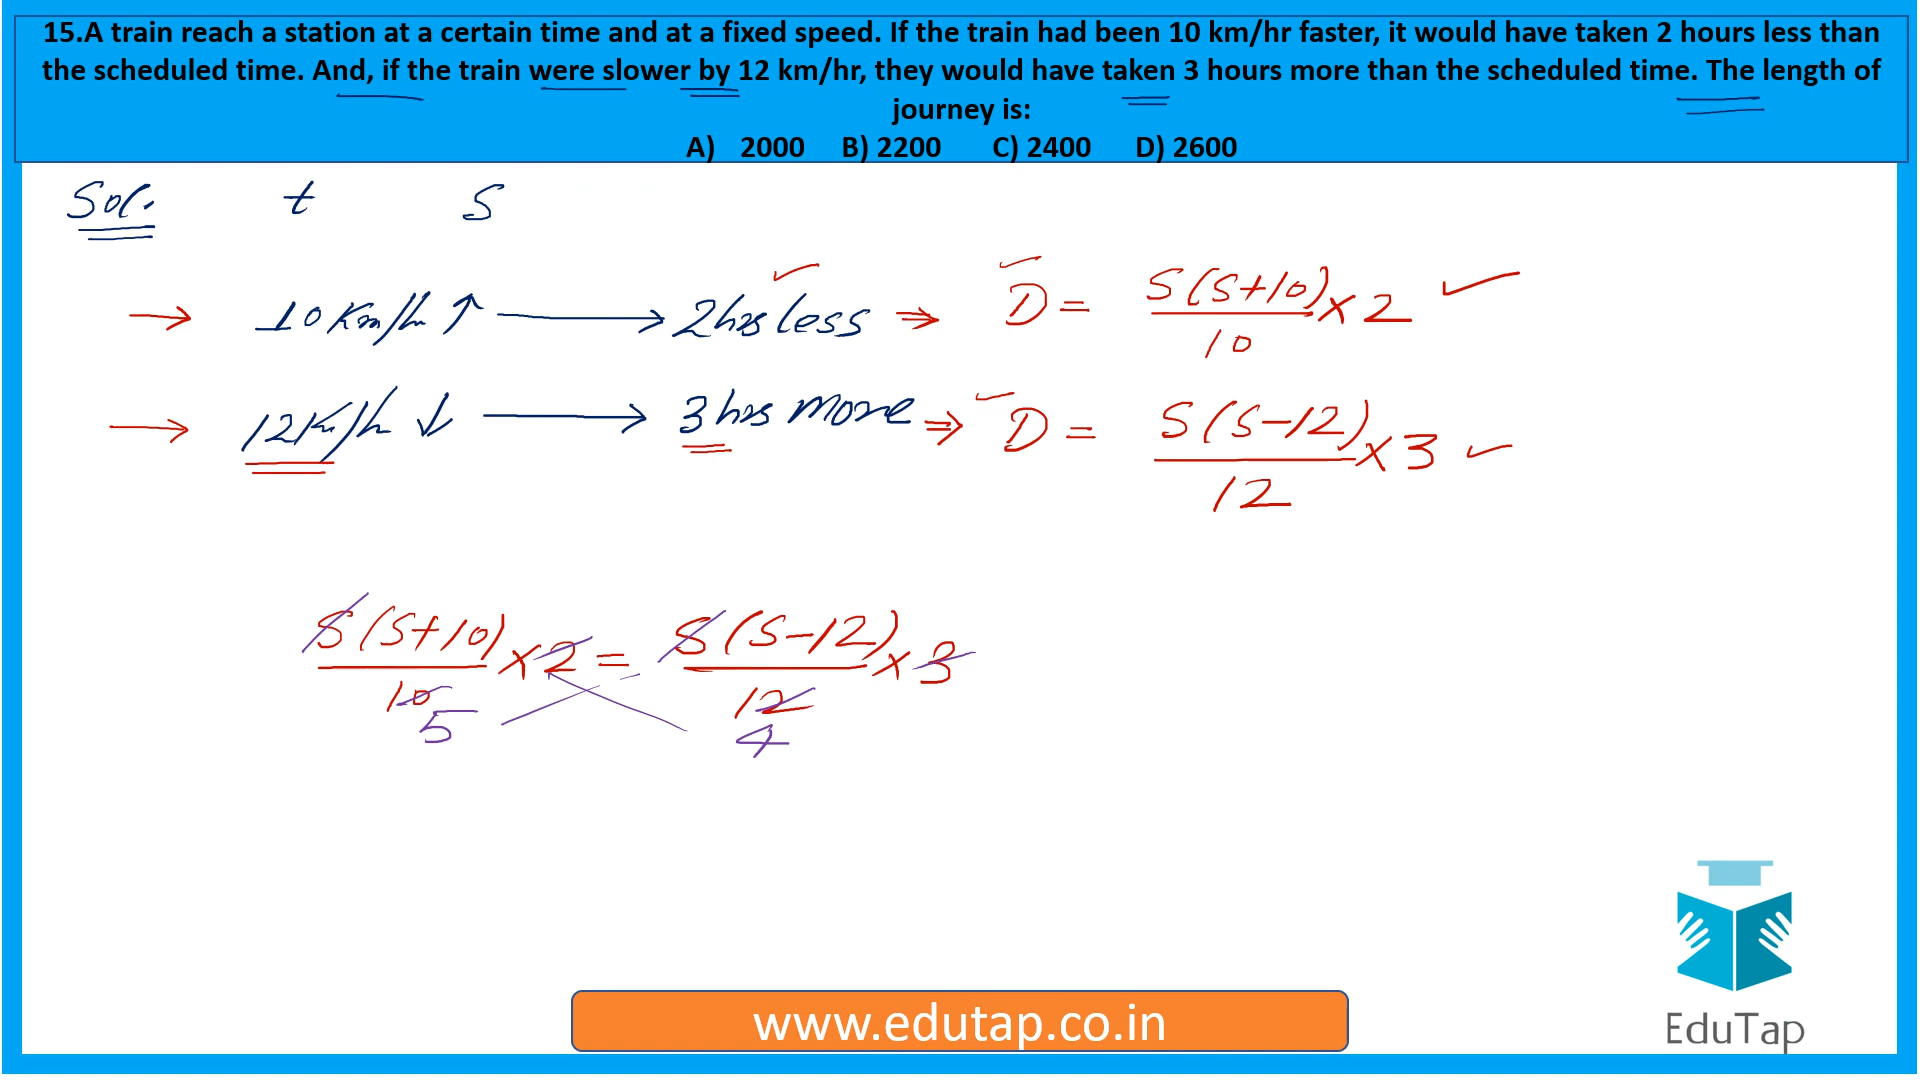 15.A train reach a station at a certain time and at a fixed speed. If the train had been 10 km/hr faster, it would have taken 2 hours less than
the scheduled time. And, if the train were slower by 12 km/hr, they would have taken 3 hours more than the scheduled time. The length of
journey is:
A) 2000 B) 2200 C) 2400 D) 2600
Sol. t S
→ 10 Km/h ↑ → 2 hrs less ⇒ D = S(S+10)/10 × 2
→ 12 Km/h ↓ → 3 hrs more ⇒ D = S(S-12)/12 × 3
S(S+10)/10 × 2 = S(S-12)/12 × 3
5 4
www.edutap.co.in
EduTap